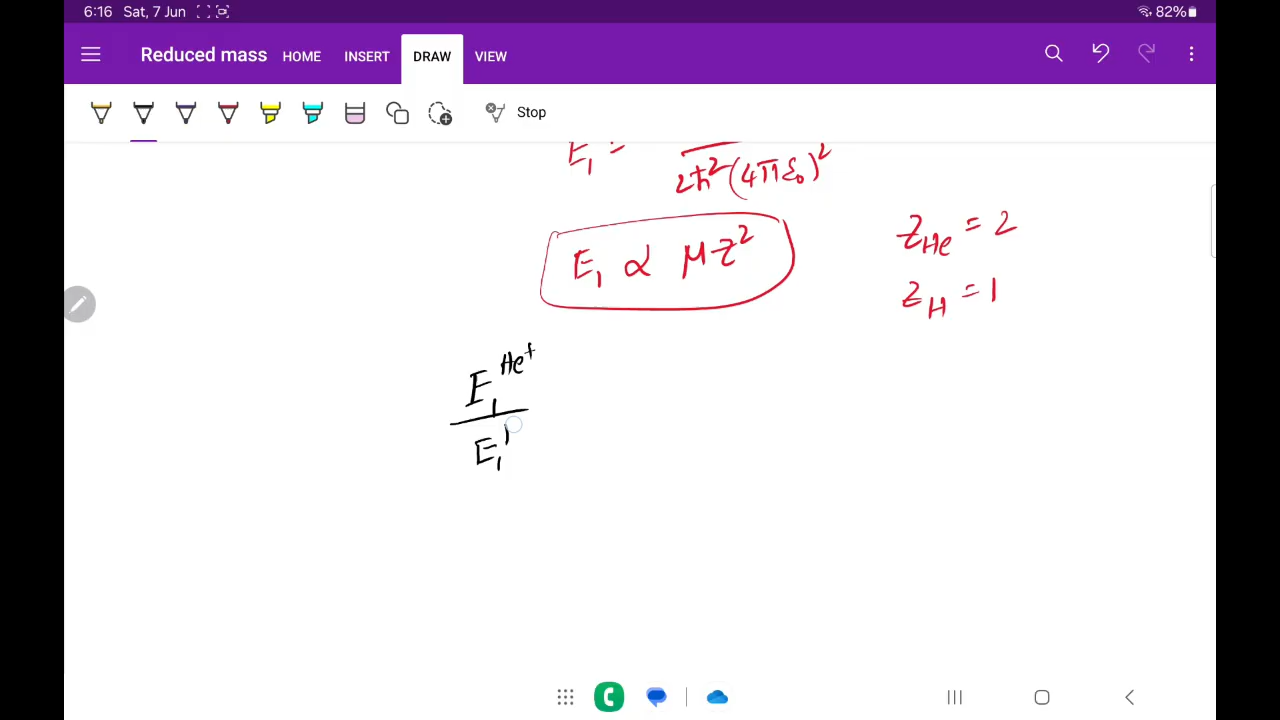 6:16 Sat, 7 Jun 82%
Reduced mass HOME INSERT DRAW VIEW
Stop
E₁ =
2ħ²(4πε₀)²
E₁ ∝ μz²
z_He = 2
z_H = 1
E₁^He⁺
E₁